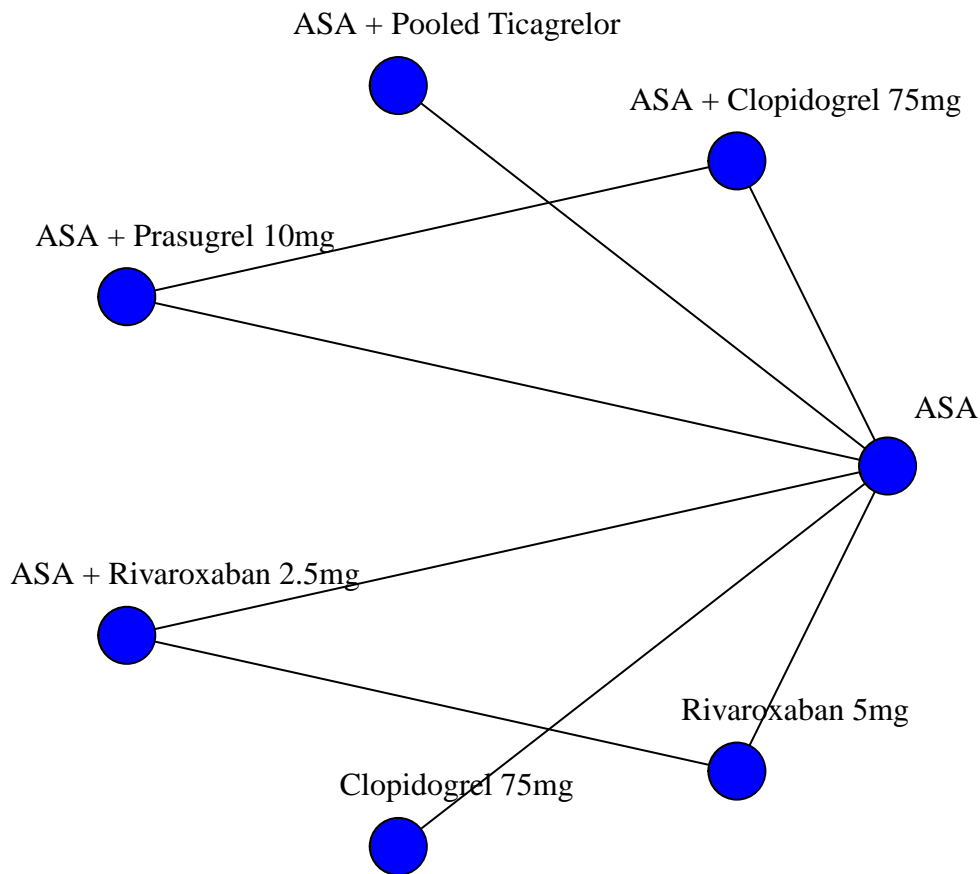 ASA + Pooled Ticagrelor
ASA + Clopidogrel 75mg
ASA + Prasugrel 10mg
ASA
ASA + Rivaroxaban 2.5mg
Rivaroxaban 5mg
Clopidogrel 75mg